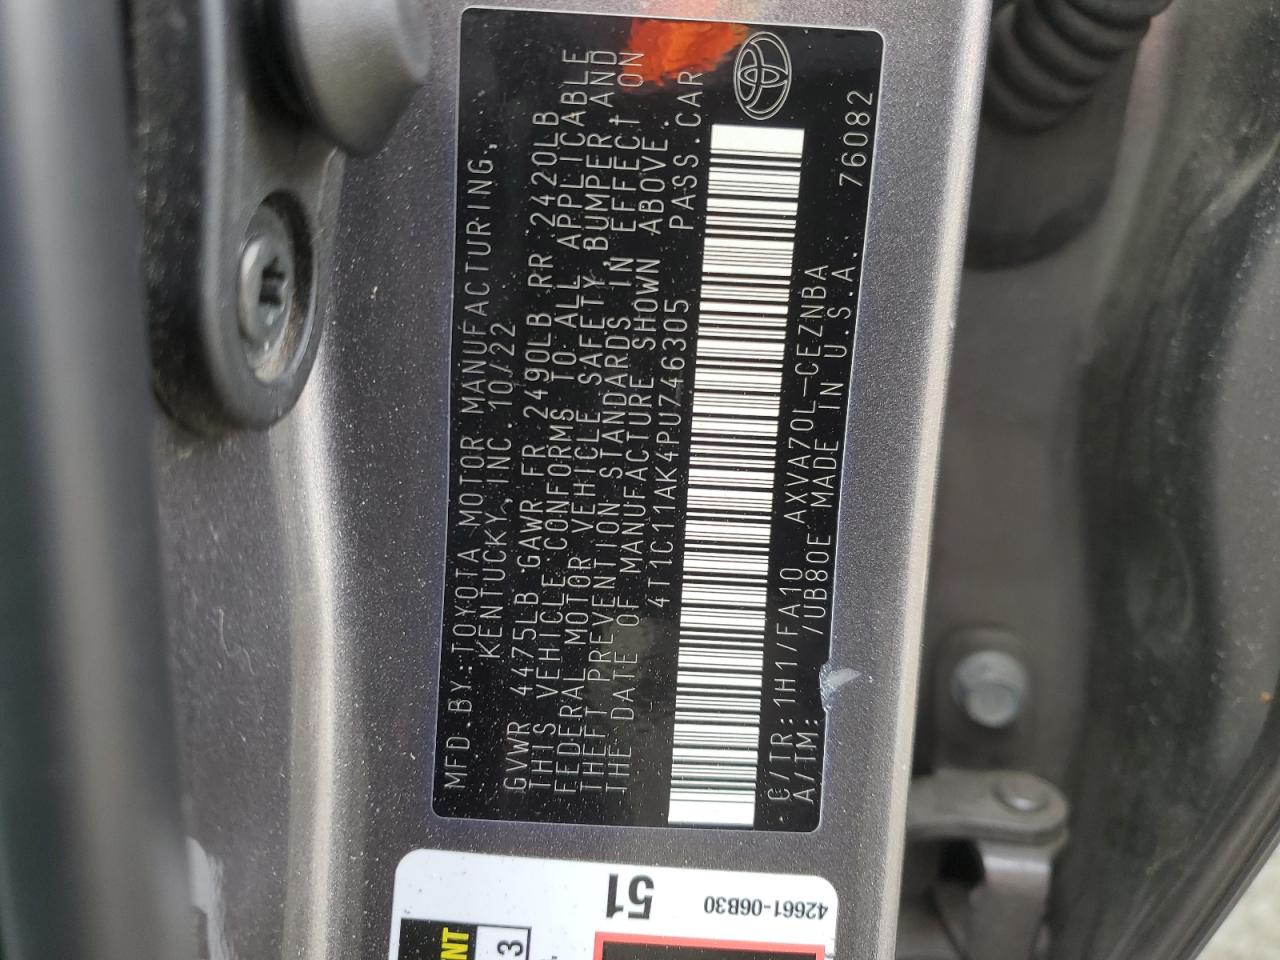 MFD.BY:TOYOTA MOTOR MANUFACTURING,
KENTUCKY, INC. 10/22
GVWR 4475LB GAWR FR 2490LB RR 2420LB
THIS VEHICLE CONFORMS TO ALL APPLICABLE
FEDERAL MOTOR VEHICLE SAFETY,BUMPER AND
THEFT PREVENTION STANDARDS IN EFFECT ON
THE DATE OF MANUFACTURE SHOWN ABOVE.
4T1C11AK4PU746305 PASS.CAR
C/TR:1H1/FA10 AXVA70L-CEZNBA
A/TM: /UB80E MADE IN U.S.A. 76082
51
42661-06B30
3